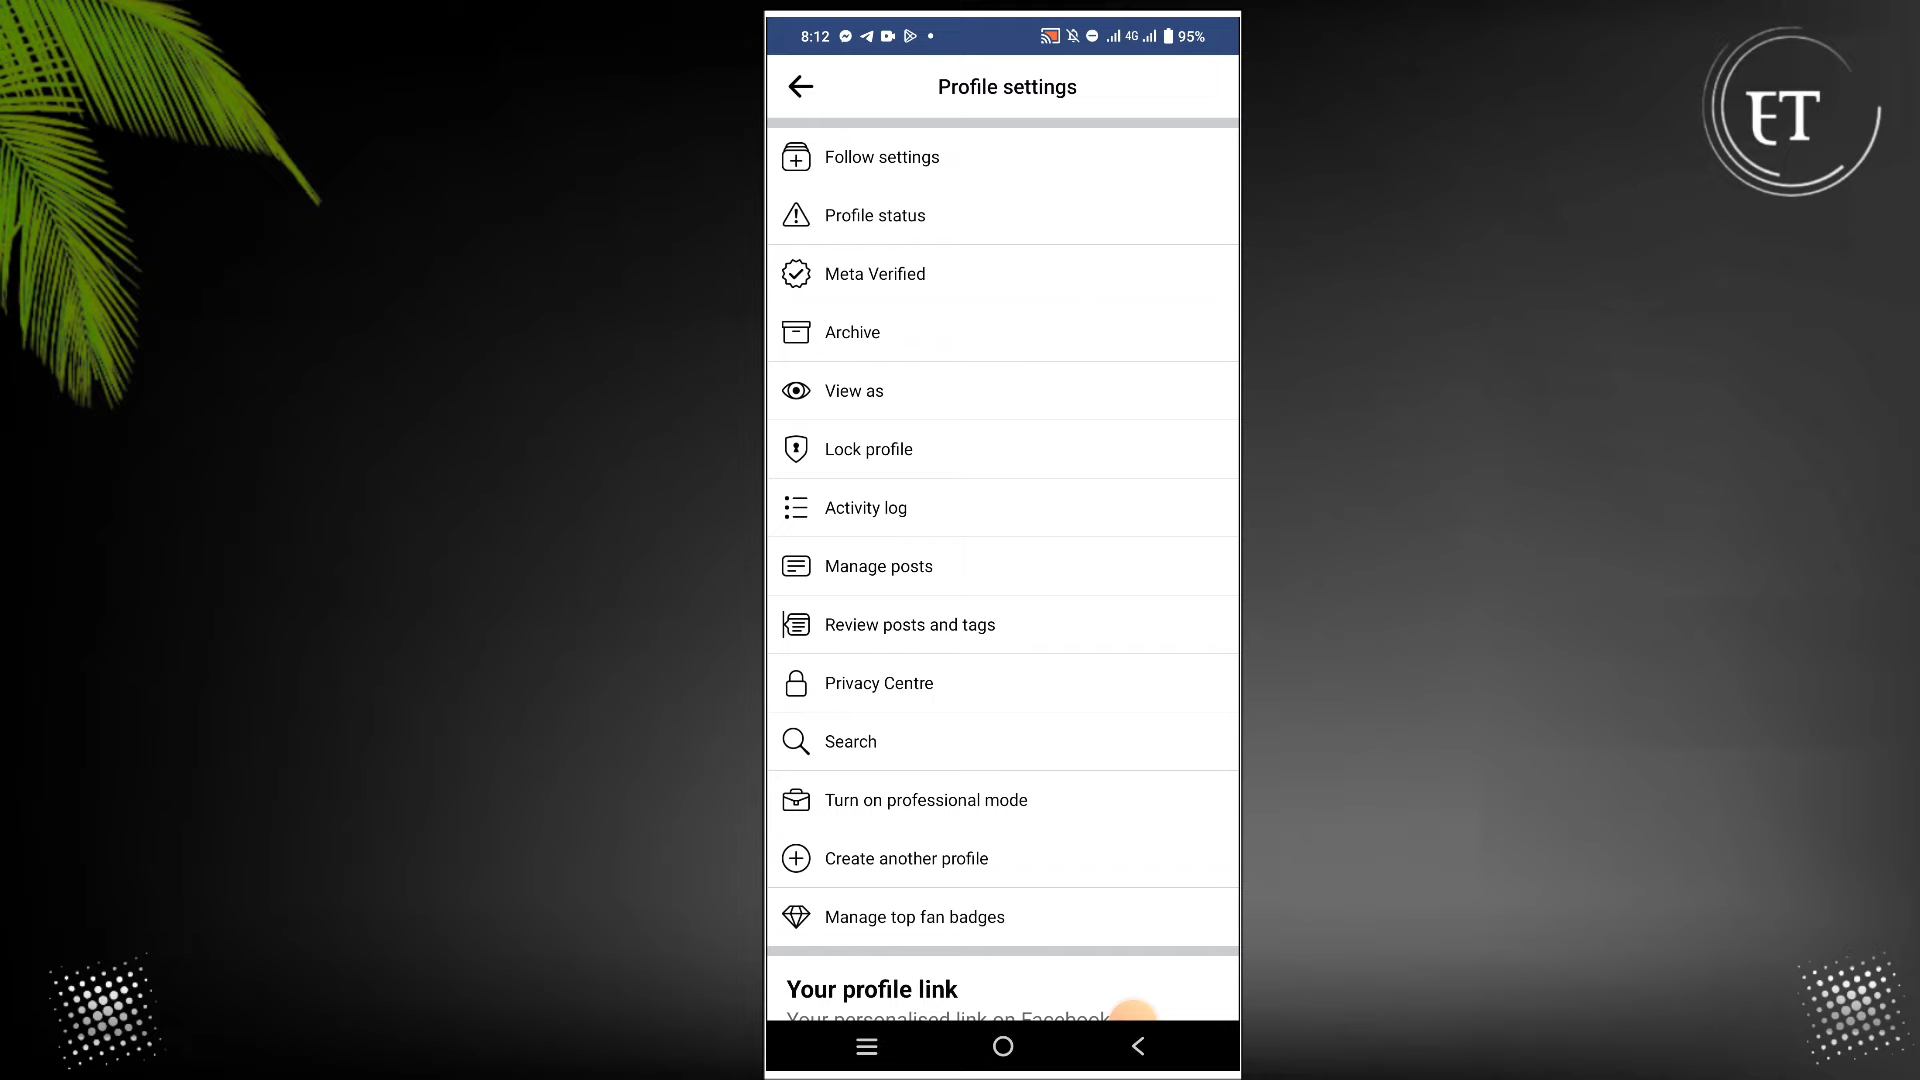 8:12 4G 95%
ET
Profile settings
Follow settings
Profile status
Meta Verified
Archive
View as
Lock profile
Activity log
Manage posts
Review posts and tags
Privacy Centre
Search
Turn on professional mode
Create another profile
Manage top fan badges
Your profile link
Your personalised link on Facebook